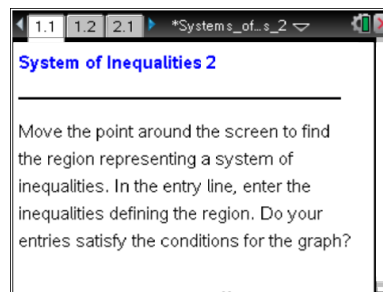 1.1 1.2 2.1 *Systems_of…s_2
System of Inequalities 2
Move the point around the screen to find
the region representing a system of
inequalities. In the entry line, enter the
inequalities defining the region. Do your
entries satisfy the conditions for the graph?